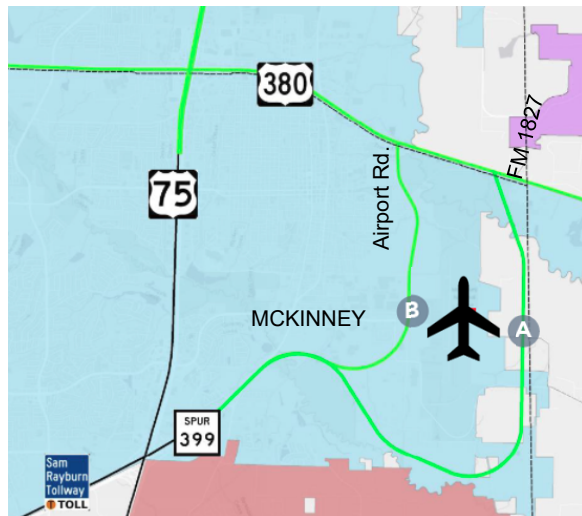 380
FM 1827
75
Airport Rd.
B
MCKINNEY
A
SPUR
399
Sam
Rayburn
Tollway
T TOLL